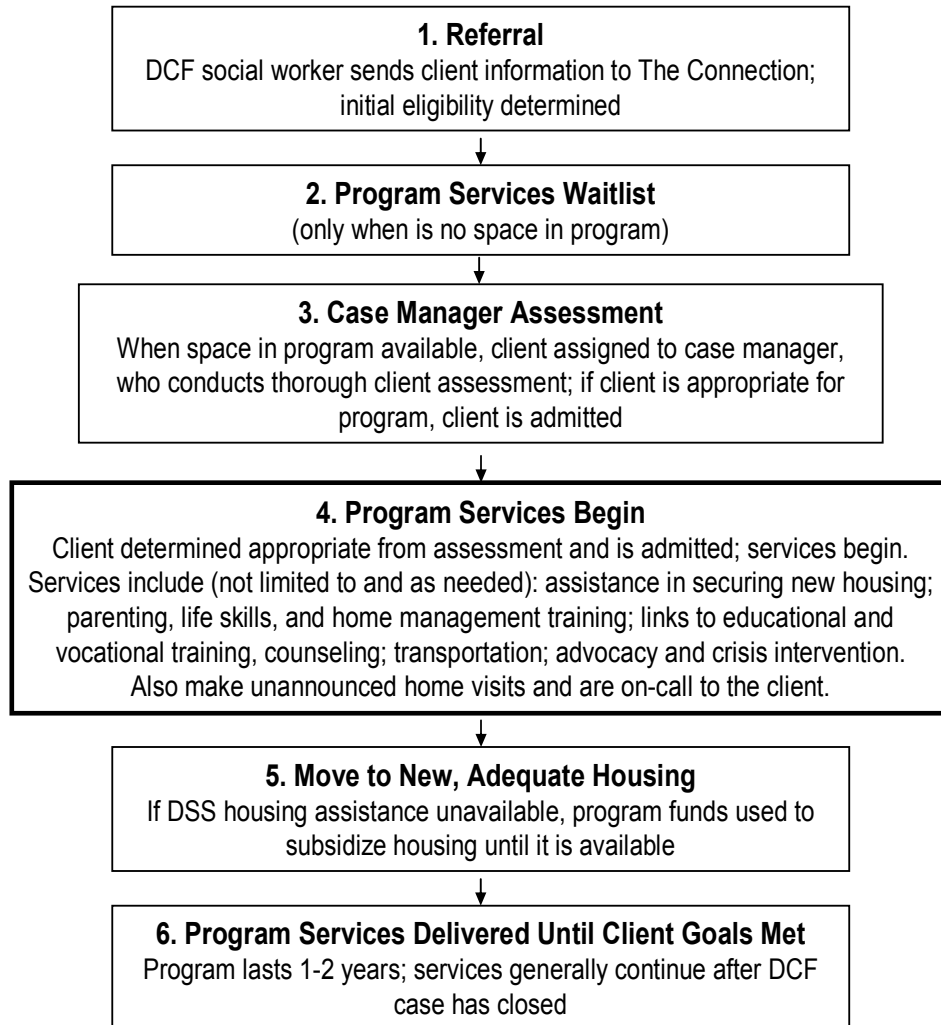 1. Referral
DCF social worker sends client information to The Connection;
initial eligibility determined
2. Program Services Waitlist
(only when is no space in program)
3. Case Manager Assessment
When space in program available, client assigned to case manager,
who conducts thorough client assessment; if client is appropriate for
program, client is admitted
4. Program Services Begin
Client determined appropriate from assessment and is admitted; services begin.
Services include (not limited to and as needed): assistance in securing new housing;
parenting, life skills, and home management training; links to educational and
vocational training, counseling; transportation; advocacy and crisis intervention.
Also make unannounced home visits and are on-call to the client.
5. Move to New, Adequate Housing
If DSS housing assistance unavailable, program funds used to
subsidize housing until it is available
6. Program Services Delivered Until Client Goals Met
Program lasts 1-2 years; services generally continue after DCF
case has closed